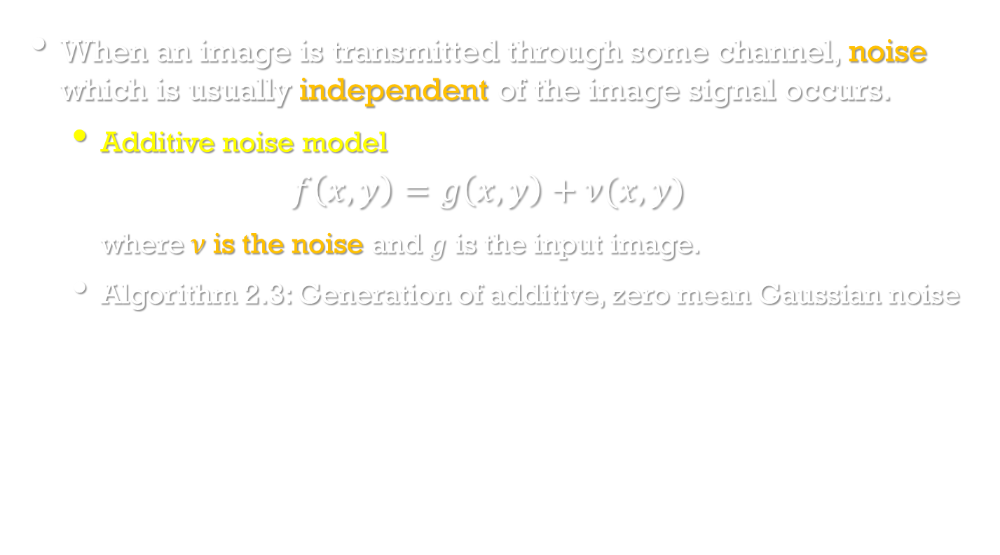 • When an image is transmitted through some channel, noise
which is usually independent of the image signal occurs.
• Additive noise model
f(x, y) = g(x, y) + ν(x, y)
where ν is the noise and g is the input image.
• Algorithm 2.3: Generation of additive, zero mean Gaussian noise